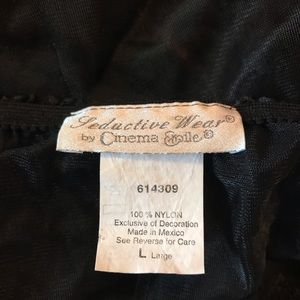 Seductive Wear®
by Cinema Etoile®
614309
100 % NYLON
Exclusive of Decoration
Made in Mexico
See Reverse for Care
L Large